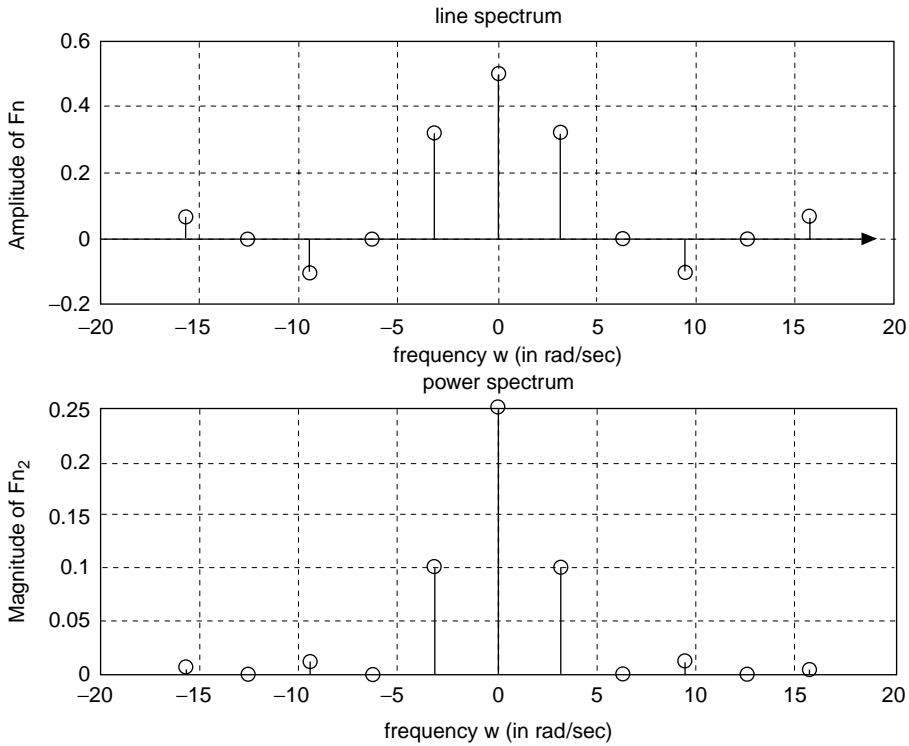 line spectrum
0.6
0.4
0.2
0
−0.2
Amplitude of Fn
−20 −15 −10 −5 0 5 10 15 20
frequency w (in rad/sec)
power spectrum
0.25
0.2
0.15
0.1
0.05
0
Magnitude of Fn2
−20 −15 −10 −5 0 5 10 15 20
frequency w (in rad/sec)